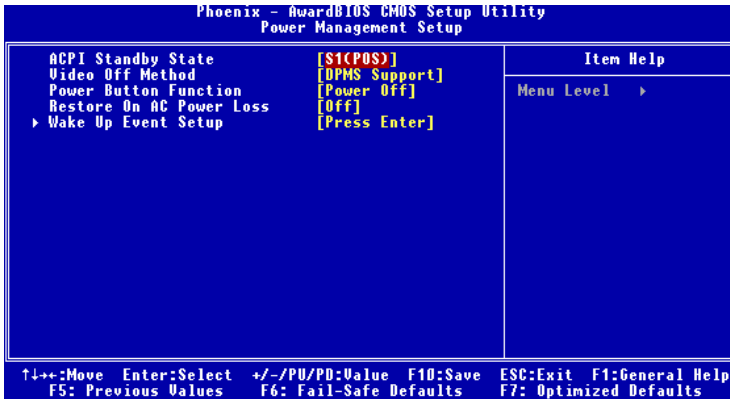 Phoenix - AwardBIOS CMOS Setup Utility
Power Management Setup
ACPI Standby State [S1(POS)]
Video Off Method [DPMS Support]
Power Button Function [Power Off]
Restore On AC Power Loss [Off]
▸ Wake Up Event Setup [Press Enter]
Item Help
Menu Level ▸
↑↓→←:Move Enter:Select +/-/PU/PD:Value F10:Save ESC:Exit F1:General Help
F5: Previous Values F6: Fail-Safe Defaults F7: Optimized Defaults